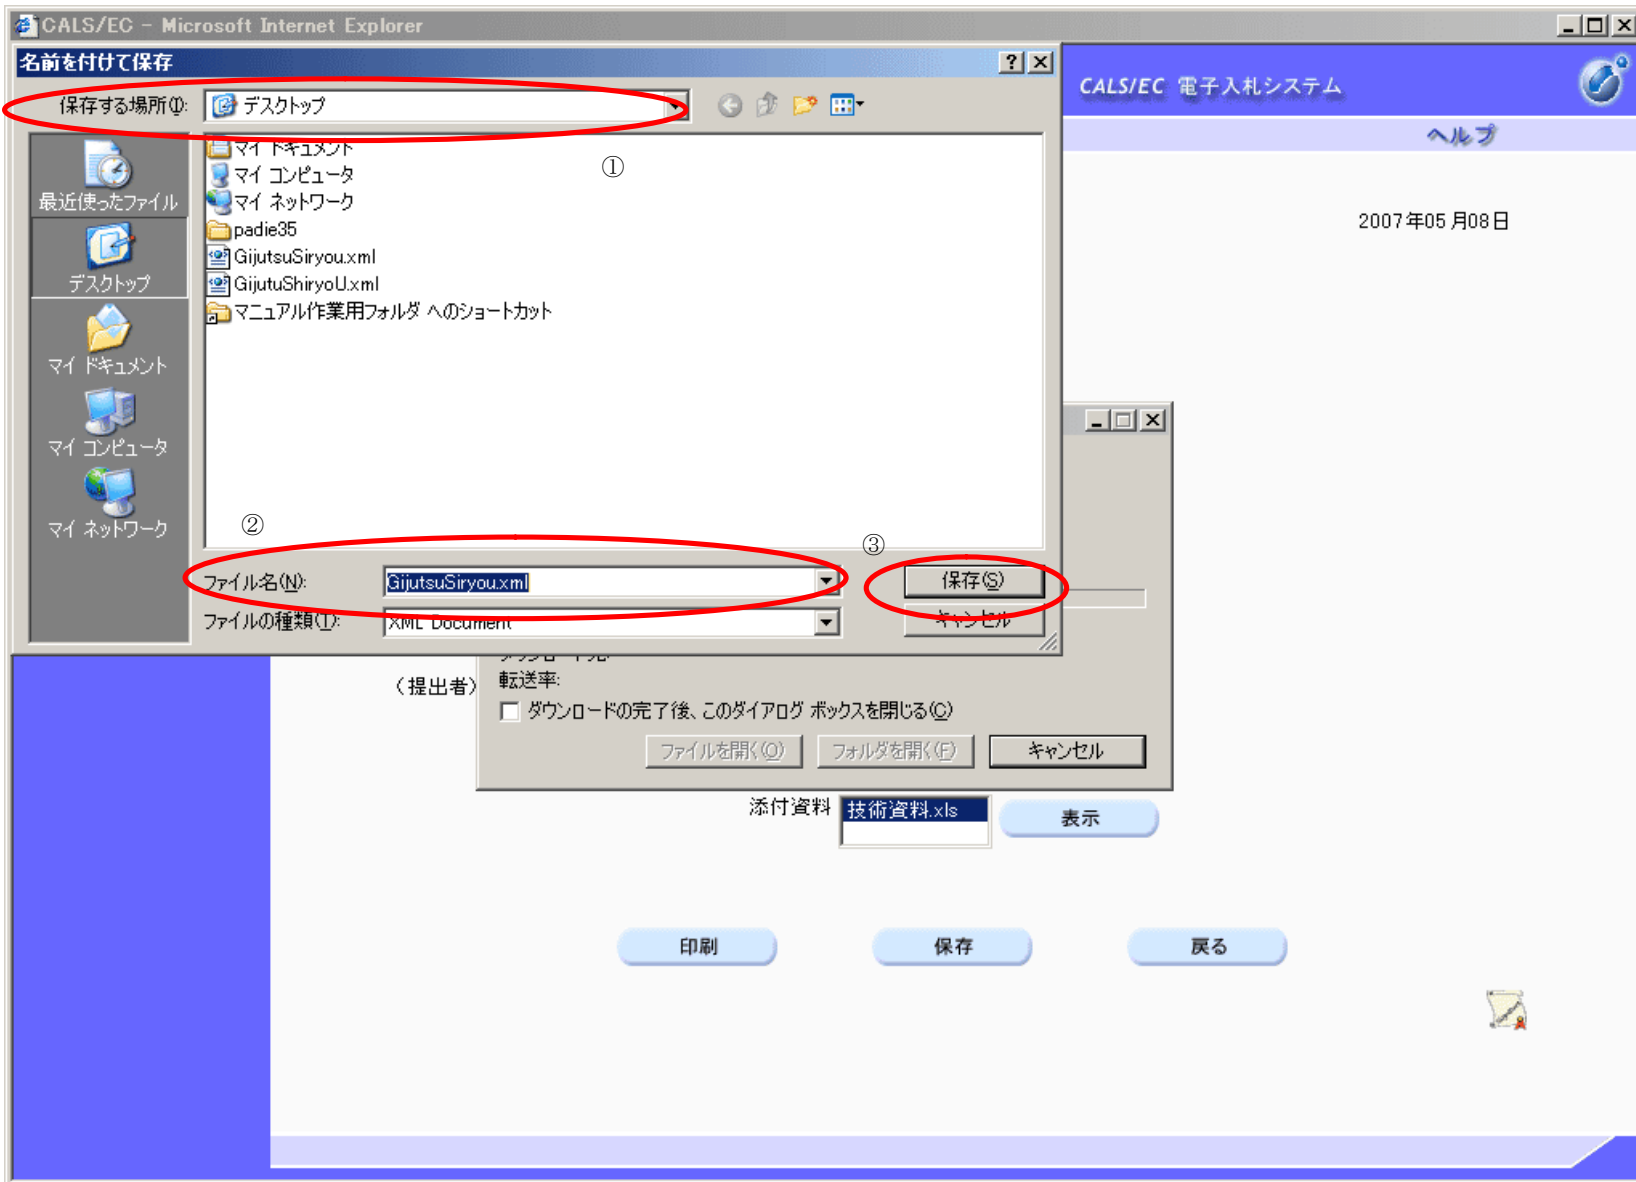 CALS/EC - Microsoft Internet Explorer
名前を付けて保存
保存する場所(I):
デスクトップ
CALS/EC 電子入札システム
ヘルプ
①
マイ ドキュメント
マイ コンピュータ
マイ ネットワーク
padie35
GijutsuSiryou.xml
GijutuShiryoU.xml
マニュアル作業用フォルダ へのショートカット
最近使ったファイル
デスクトップ
マイ ドキュメント
マイ コンピュータ
マイ ネットワーク
2007年05月08日
②
③
ファイル名(N):
GijutsuSiryou.xml
保存(S)
ファイルの種類(T):
XML Document
キャンセル
(提出者)
転送率:
ダウンロードの完了後、このダイアログ ボックスを閉じる(C)
ファイルを開く(O)
フォルダを開く(F)
キャンセル
添付資料
技術資料.xls
表示
印刷
保存
戻る